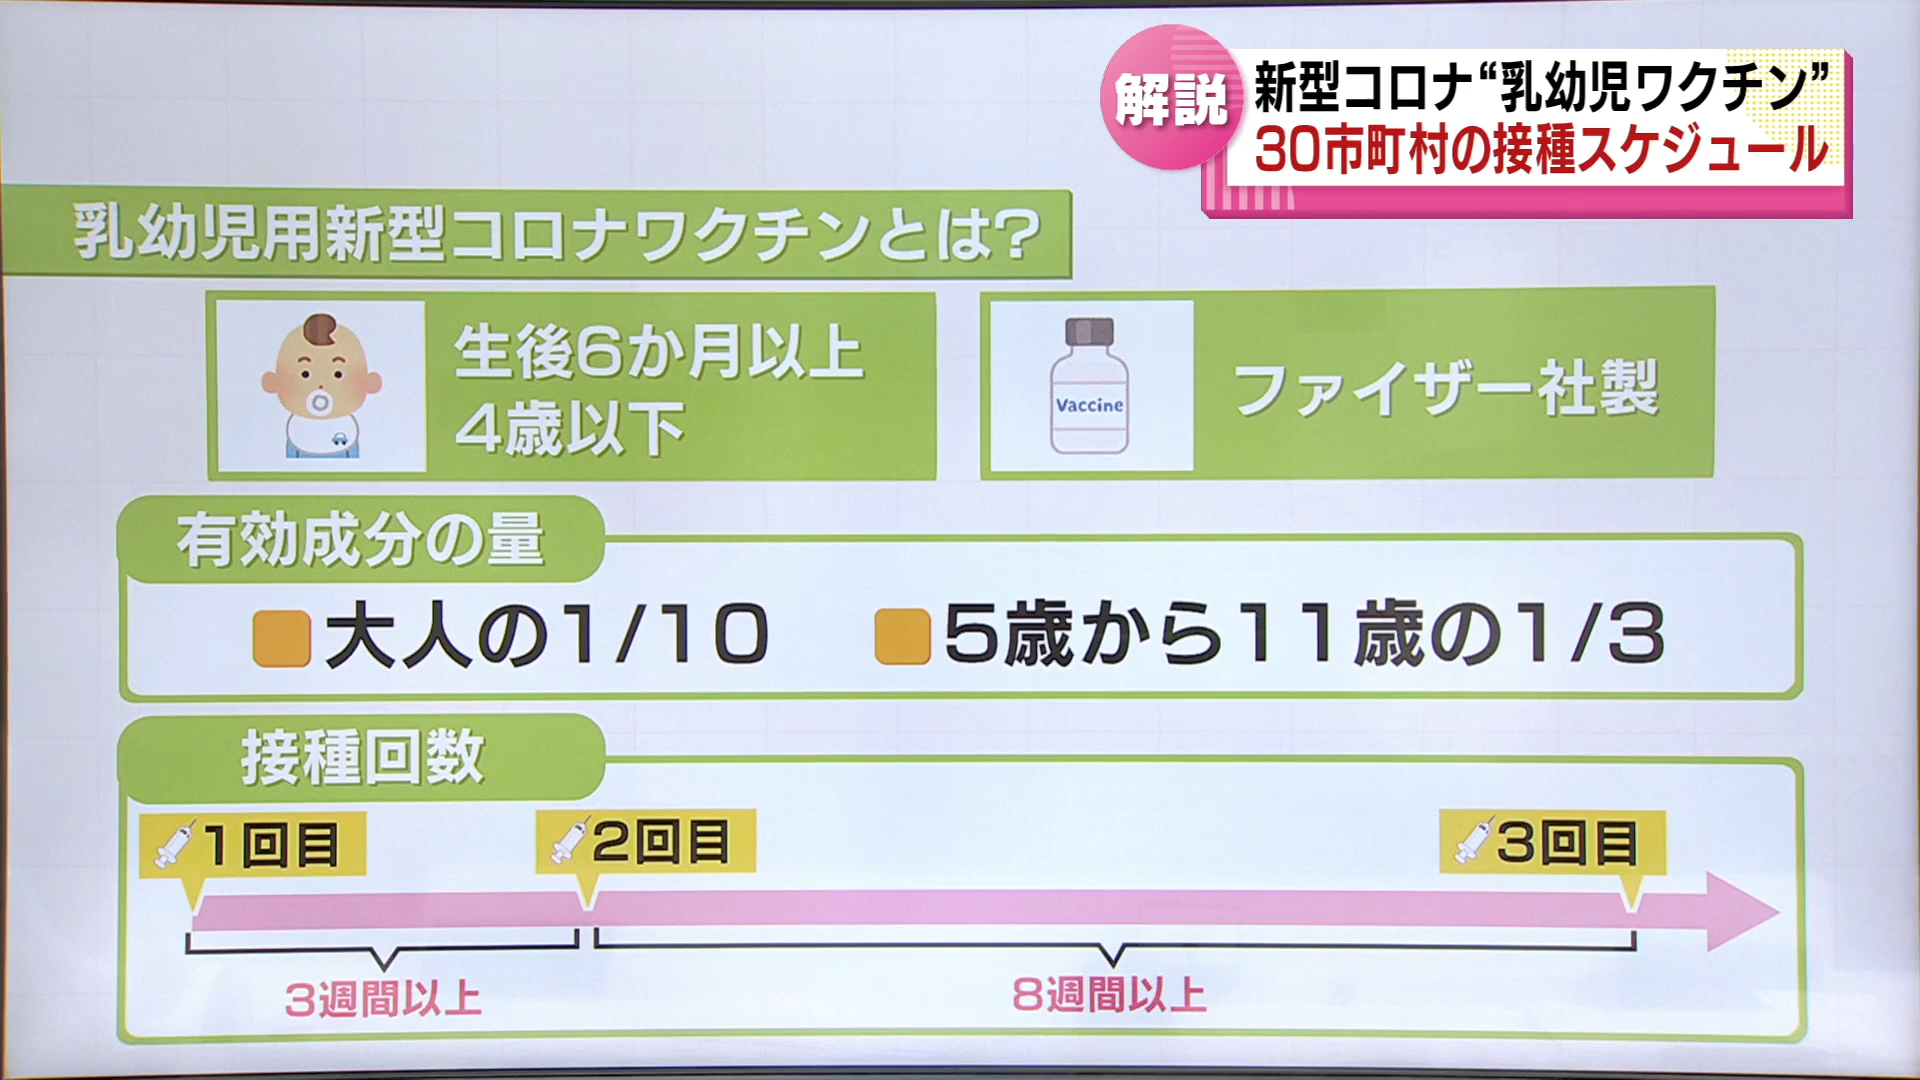 解説
新型コロナ“乳幼児ワクチン”
30市町村の接種スケジュール
乳幼児用新型コロナワクチンとは?
生後6か月以上
4歳以下
Vaccine
ファイザー社製
有効成分の量
大人の1/10
5歳から11歳の1/3
接種回数
1回目
2回目
3回目
3週間以上
8週間以上